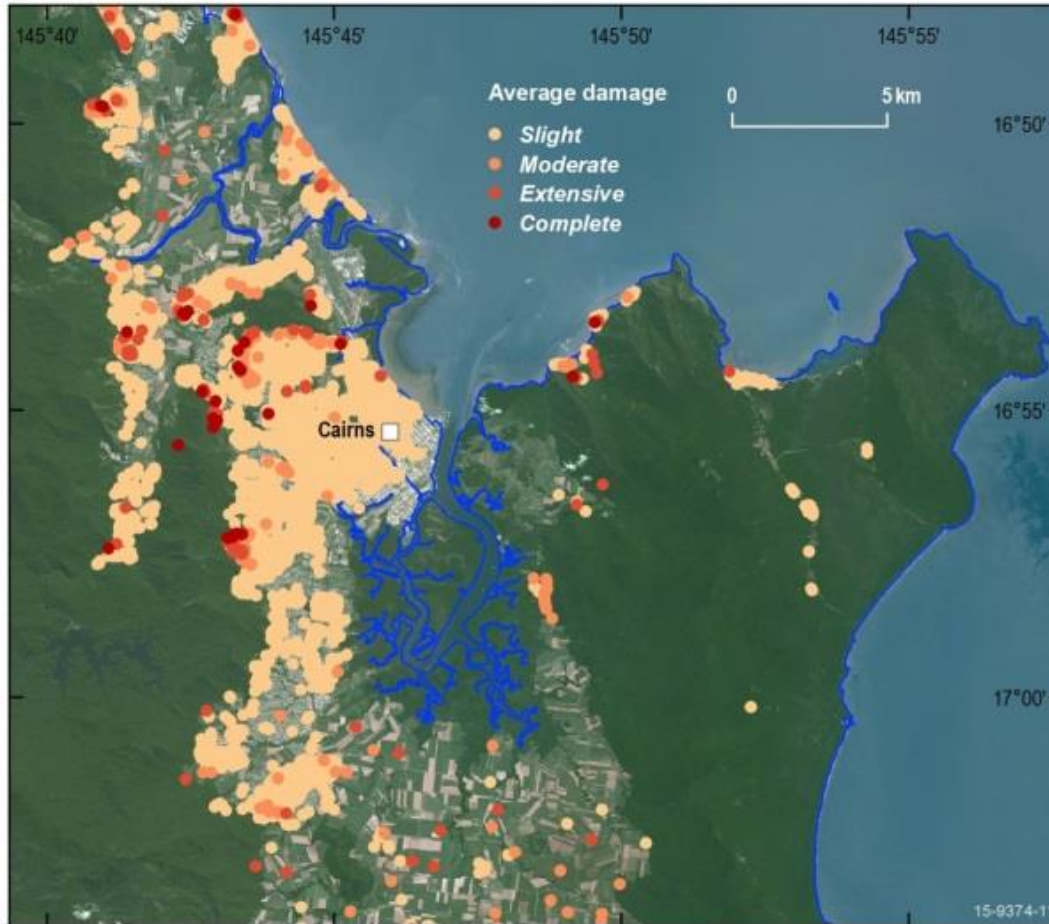 145°40' 145°45' 145°50' 145°55'
Average damage
0 5 km
16°50'
Slight
Moderate
Extensive
Complete
16°55'
Cairns
17°00'
15-9374-1